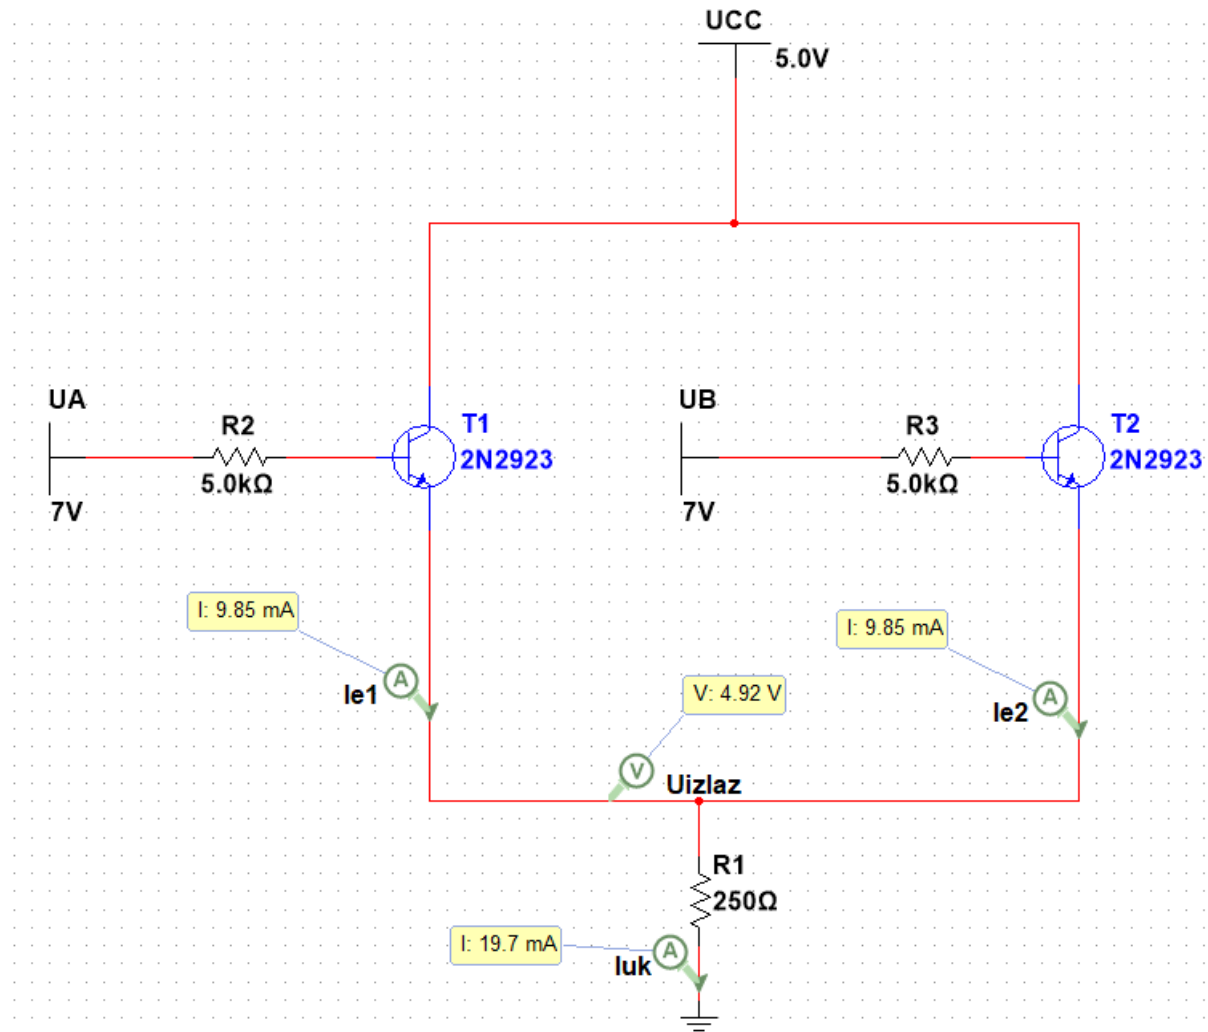 UCC
5.0V
UA
R2
5.0kΩ
7V
T1
2N2923
UB
R3
5.0kΩ
7V
T2
2N2923
I: 9.85 mA
Ie1
V: 4.92 V
I: 9.85 mA
Ie2
A
V
A
Uizlaz
R1
250Ω
I: 19.7 mA
A
Iuk